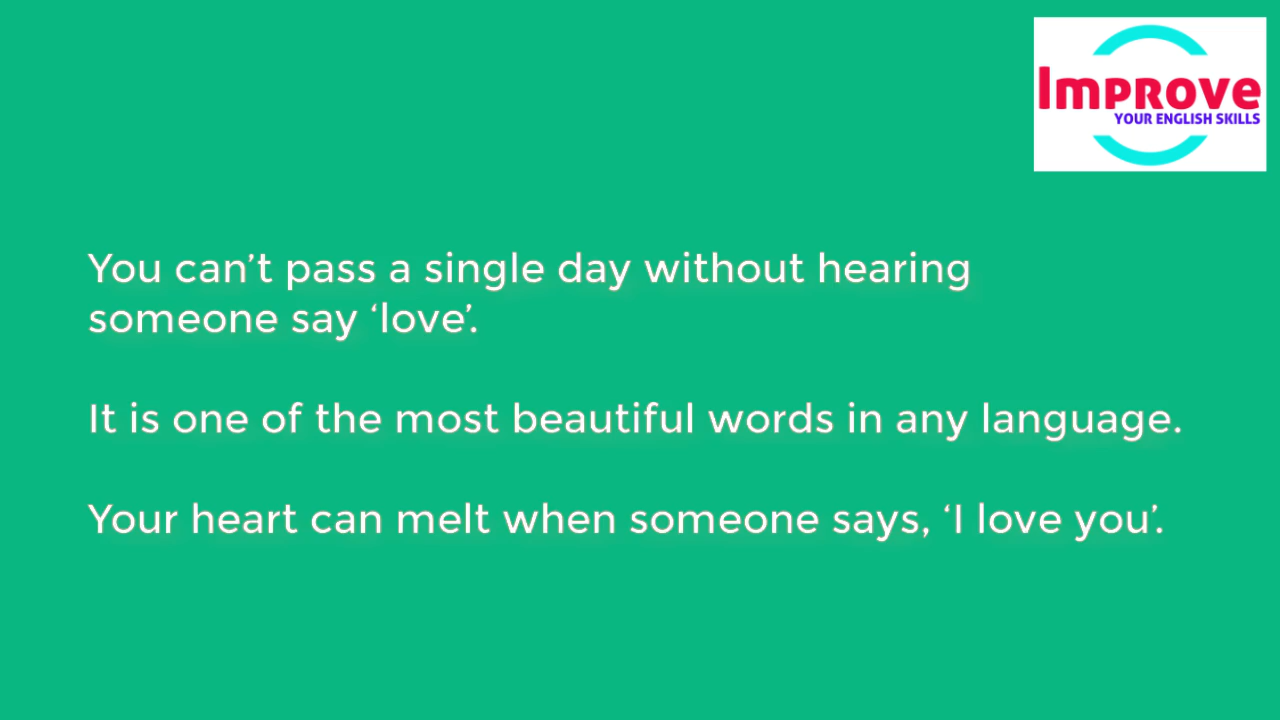 Improve
YOUR ENGLISH SKILLS
You can’t pass a single day without hearing
someone say ‘love’.
It is one of the most beautiful words in any language.
Your heart can melt when someone says, ‘I love you’.